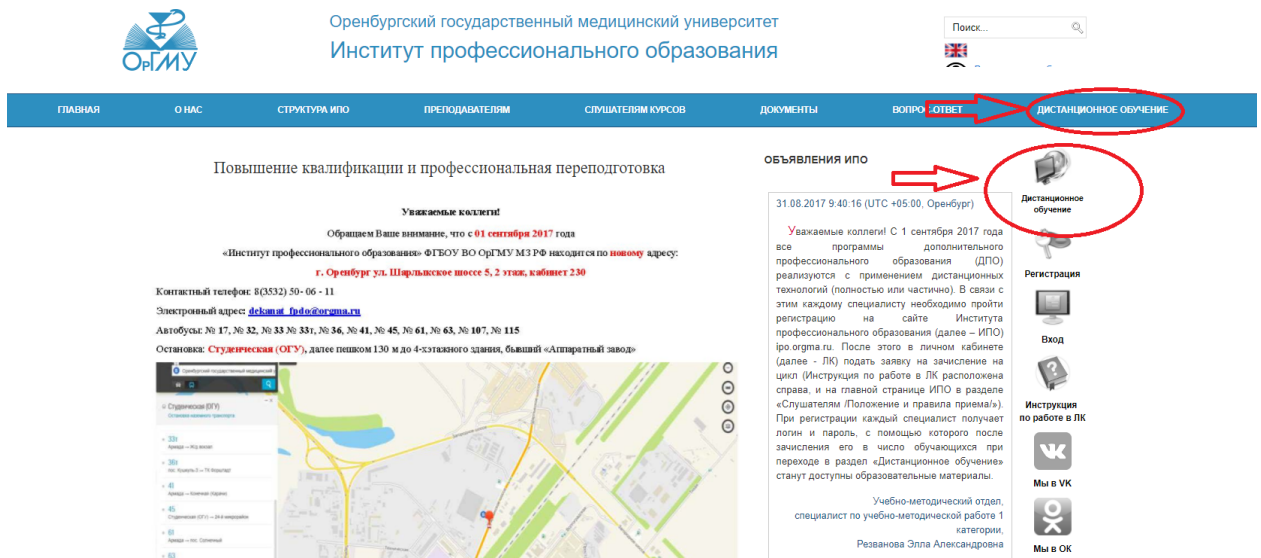 ОрГМУ
Оренбургский государственный медицинский университет
Институт профессионального образования
Поиск...
ГЛАВНАЯ
О НАС
СТРУКТУРА ИПО
ПРЕПОДАВАТЕЛЯМ
СЛУШАТЕЛЯМ КУРСОВ
ДОКУМЕНТЫ
ВОПРОС-ОТВЕТ
ДИСТАНЦИОННОЕ ОБУЧЕНИЕ
Повышение квалификации и профессиональная переподготовка
Уважаемые коллеги!
Обращаем Ваше внимание, что с 01 сентября 2017 года
«Институт профессионального образования» ФГБОУ ВО ОрГМУ МЗ РФ находится по новому адресу:
г. Оренбург ул. Шарлыкское шоссе 5, 2 этаж, кабинет 230
Контактный телефон: 8(3532) 50- 06 - 11
Электронный адрес: dekanat_fpdo@orgma.ru
Автобусы: № 17, № 32, № 33 № 33т, № 36, № 41, № 45, № 61, № 63, № 107, № 115
Остановка: Студенческая (ОГУ), далее пешком 130 м до 4-хэтажного здания, бывший «Аппаратный завод»
Студенческая (ОГУ)
33т
36т
41
45
61
63
ОБЪЯВЛЕНИЯ ИПО
31.08.2017 9:40:16 (UTC +05:00, Оренбург)
Уважаемые коллеги! С 1 сентября 2017 года
все программы дополнительного
профессионального образования (ДПО)
реализуются с применением дистанционных
технологий (полностью или частично). В связи с
этим каждому специалисту необходимо пройти
регистрацию на сайте Института
профессионального образования (далее – ИПО)
ipo.orgma.ru. После этого в личном кабинете
(далее - ЛК) подать заявку на зачисление на
цикл (Инструкция по работе в ЛК расположена
справа, и на главной странице ИПО в разделе
«Слушателям /Положение и правила приема/»).
При регистрации каждый специалист получает
логин и пароль, с помощью которого после
зачисления его в число обучающихся при
переходе в раздел «Дистанционное обучение»
станут доступны образовательные материалы.
Учебно-методический отдел,
специалист по учебно-методической работе 1
категории,
Резванова Элла Александровна
Дистанционное
обучение
Регистрация
Вход
Инструкция
по работе в ЛК
Мы в VK
Мы в ОК